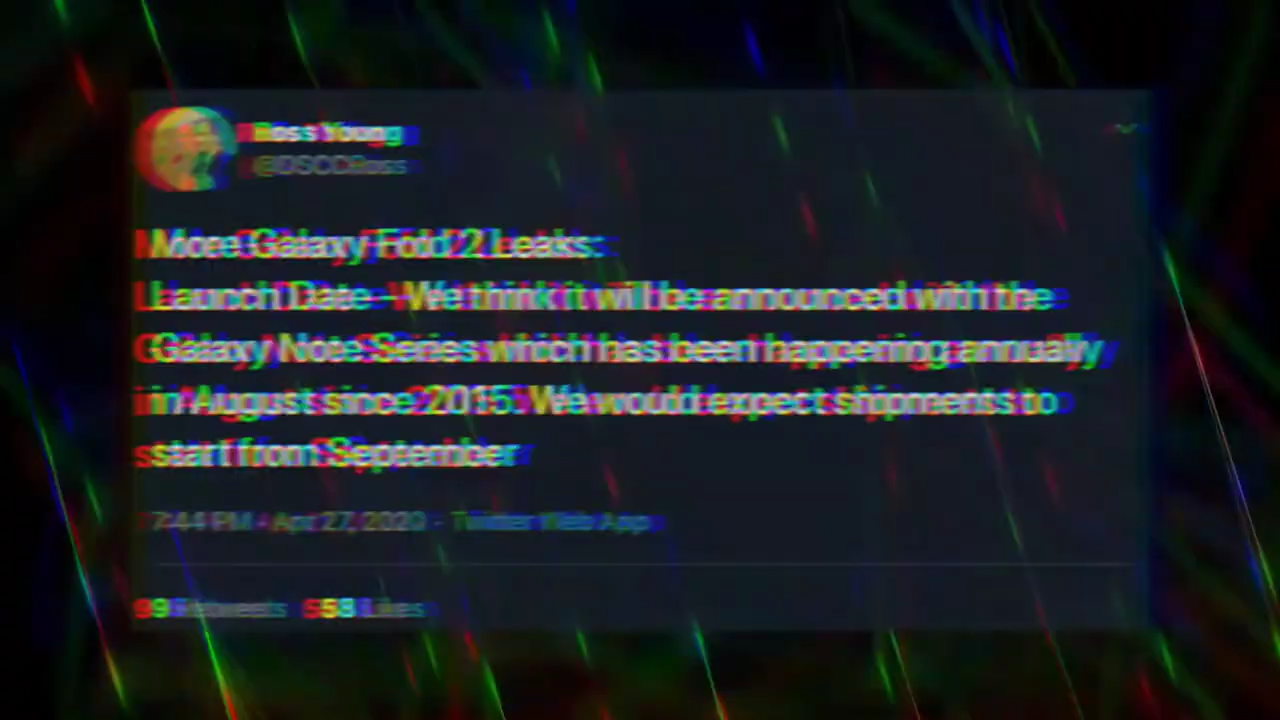 Ross Young
@DSCCRoss
More Galaxy Fold 2 Leaks:
Launch Date - We think it will be announced with the
Galaxy Note Series which has been happening annually
in August since 2015. We would expect shipments to
start from September
7:44 PM · Apr 27, 2020 · Twitter Web App
9 Retweets 58 Likes